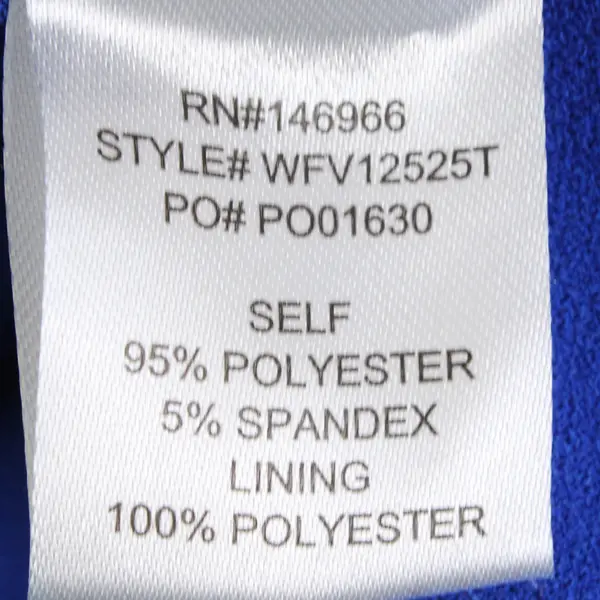 RN#146966
STYLE# WFV12525T
PO# PO01630
SELF
95% POLYESTER
5% SPANDEX
LINING
100% POLYESTER